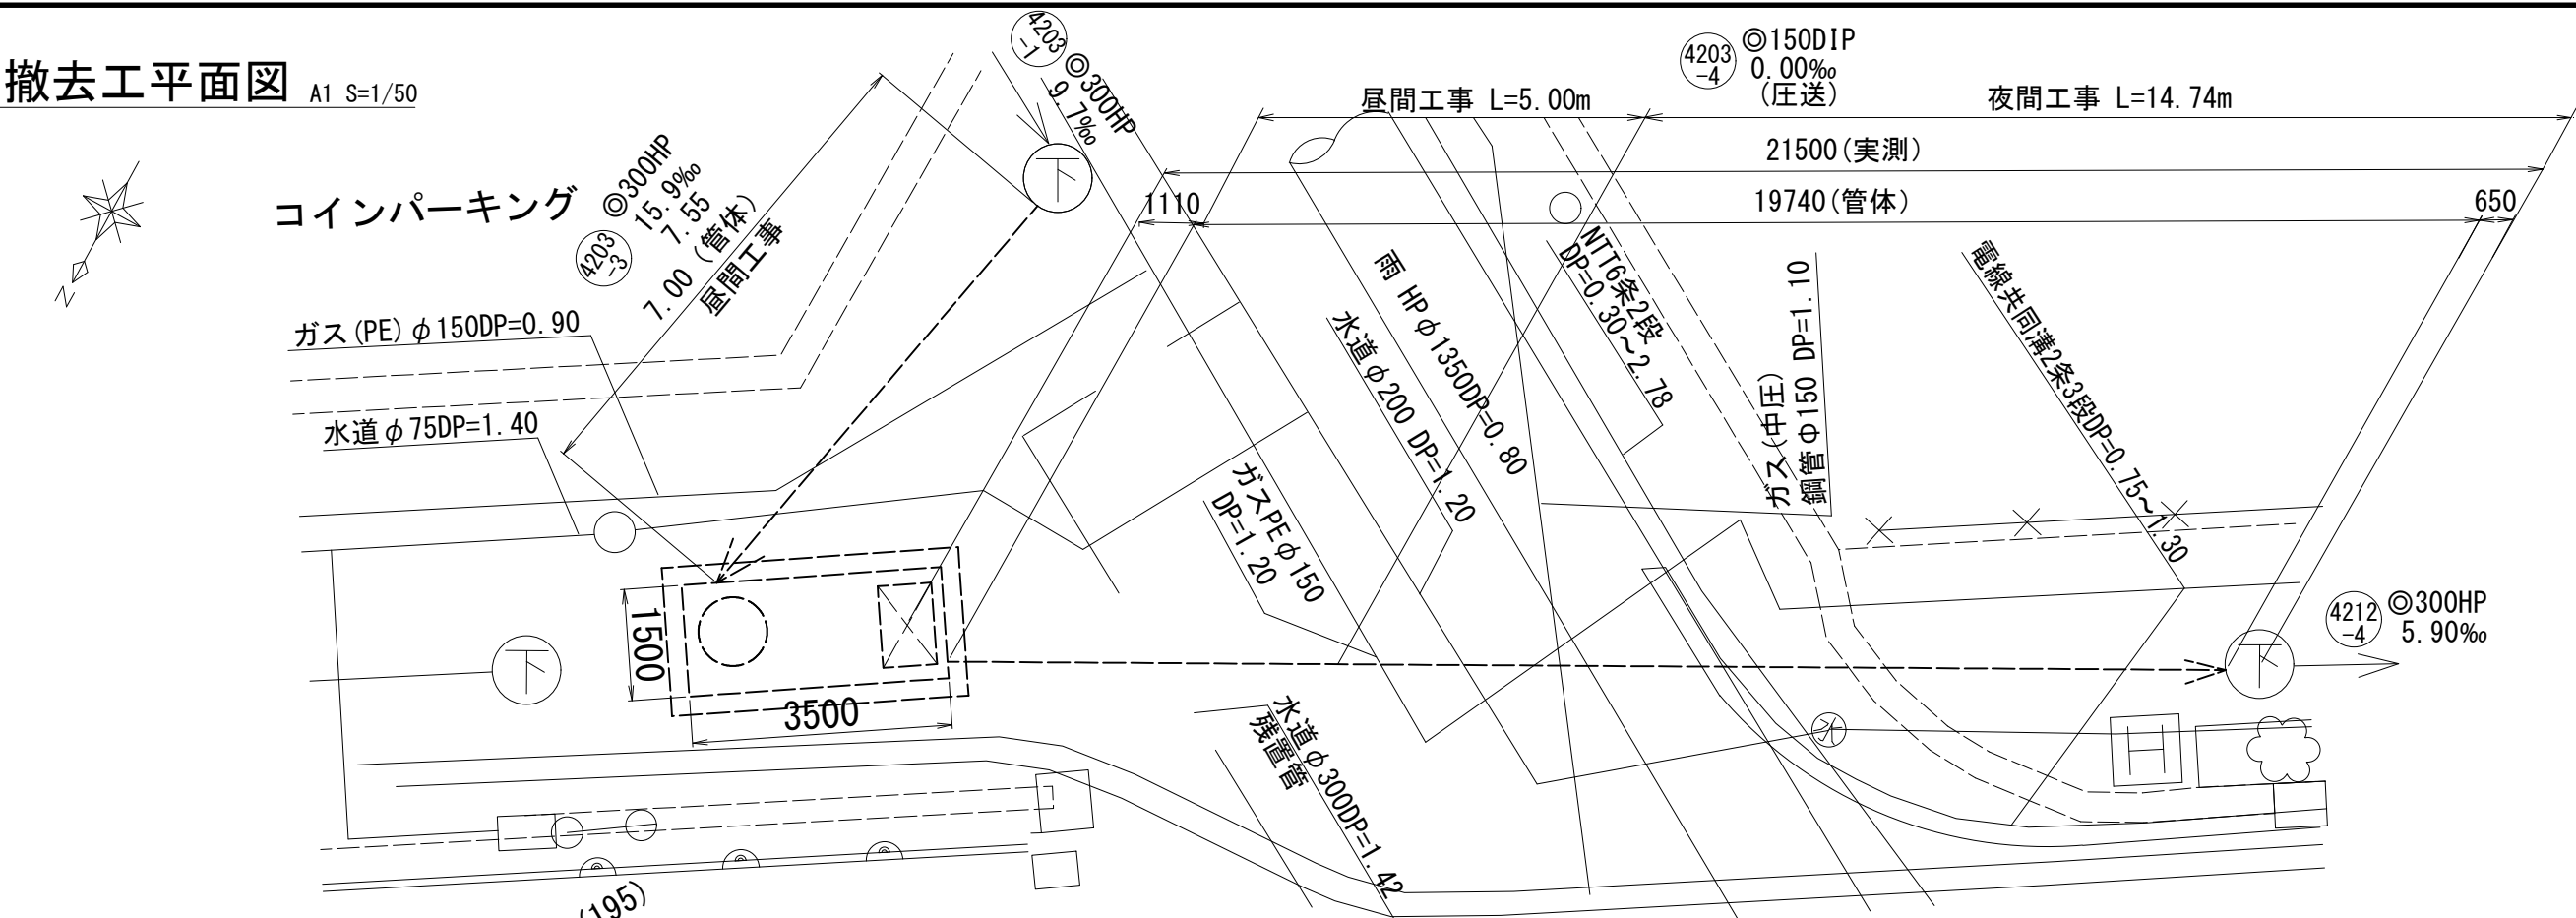 撤去工平面図 A1 S=1/50
4203
-1
◎300HP
9.7‰
4203
-4
◎150DIP
0.00‰
(圧送)
昼間工事 L=5.00m
夜間工事 L=14.74m
21500(実測)
1110
19740(管体)
650
コインパーキング
4203
-3
◎300HP
15.9‰
7.55
7.00 (管体)
昼間工事
下
N
ガス(PE)φ150DP=0.90
水道φ75DP=1.40
雨 HPφ1350DP=0.80
水道φ200 DP=1.20
NTT6条2段
DP=0.30~2.78
ガス(中圧)
鋼管φ150 DP=1.10
電線共同溝2条3段DP=0.75~1.30
ガスPEφ150
DP=1.20
1500
3500
下
下
4212
-4
◎300HP
5.90‰
水道φ300DP=1.42
残置管
水
H
(195)